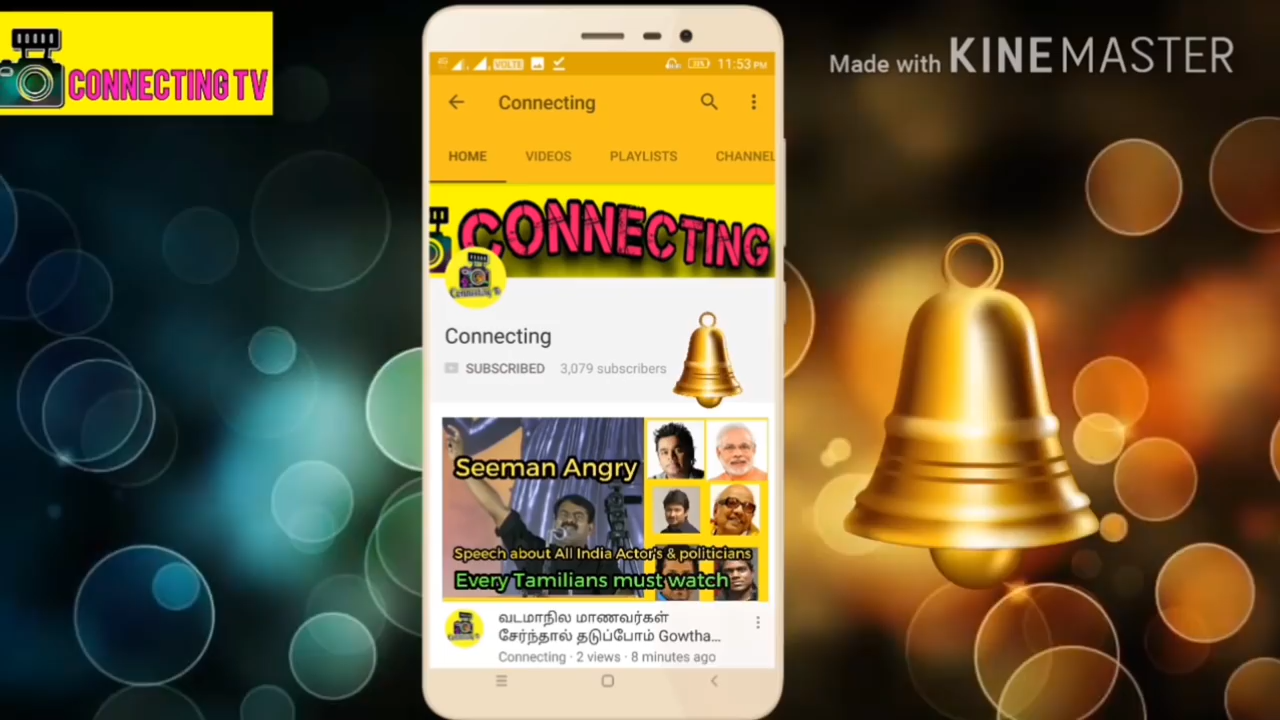 CONNECTING TV
Made with KINEMASTER
VOLTE
11:53 PM
Connecting
HOME VIDEOS PLAYLISTS CHANNEL
CONNECTING
Connecting
SUBSCRIBED 3,079 subscribers
Seeman Angry
Speech about All India Actor's & politicians
Every Tamilians must watch
வடமாநில மாணவர்கள்
சேர்ந்தால் தடுப்போம் Gowtha...
Connecting · 2 views · 8 minutes ago